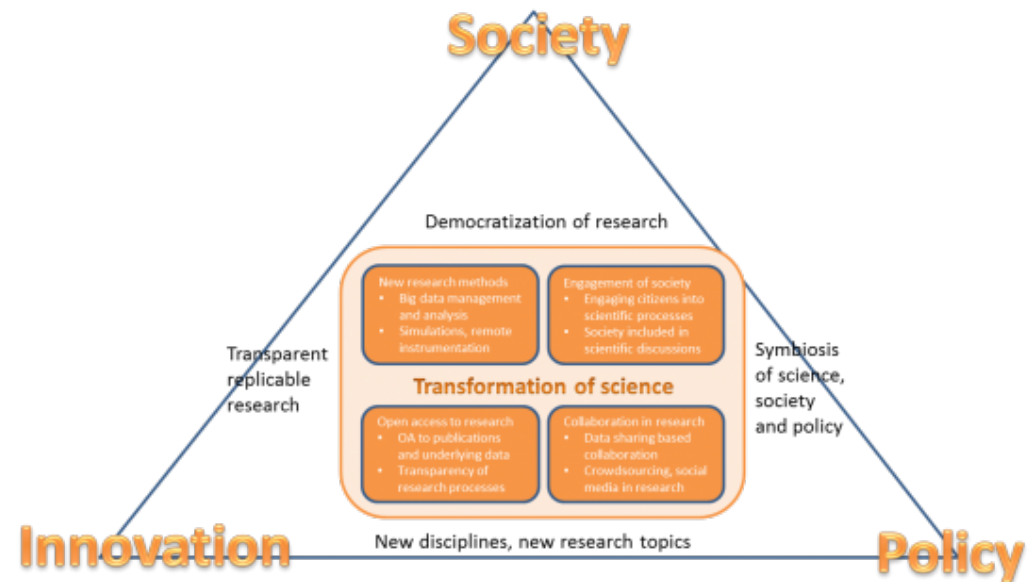 Society
Democratization of research
New research methods
• Big data management
and analysis
• Simulations, remote
instrumentation
Engagement of society
• Engaging citizens into
scientific processes
• Society included in
scientific discussions
Transparent
replicable
research
Transformation of science
Symbiosis
of science,
society
and policy
Open access to research
• OA to publications
and underlying data
• Transparency of
research processes
Collaboration in research
• Data sharing based
collaboration
• Crowdsourcing, social
media in research
Innovation
New disciplines, new research topics
Policy